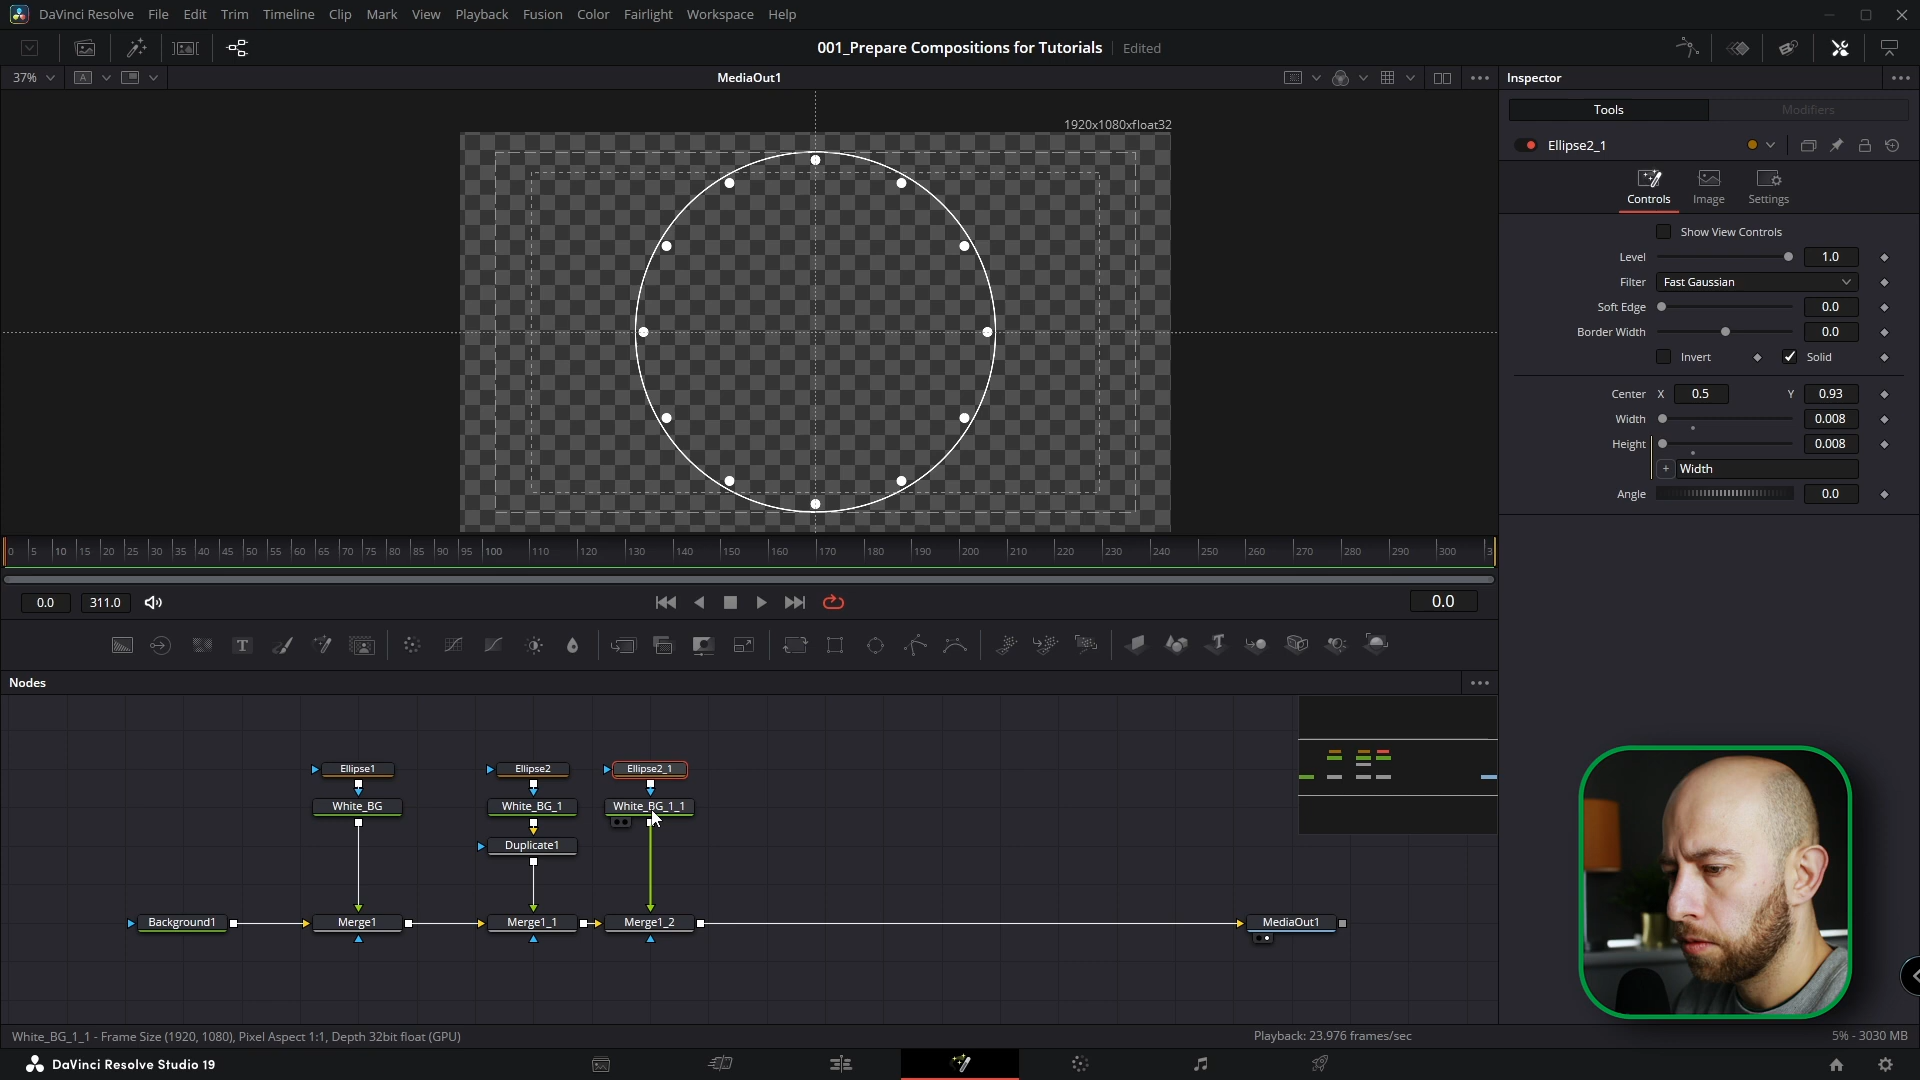 DaVinci Resolve File Edit Trim Timeline Clip Mark View Playback Fusion Color Fairlight Workspace Help
001_Prepare Compositions for Tutorials Edited
37% A MediaOut1 Inspector
1920x1080xfloat32
Tools Modifiers
Ellipse2_1
Controls Image Settings
Show View Controls
Level 1.0
Filter Fast Gaussian
Soft Edge 0.0
Border Width 0.0
Invert Solid
Center X 0.5 Y 0.93
Width 0.008
Height 0.008
+ Width
Angle 0.0
0 5 10 15 20 25 30 35 40 45 50 55 60 65 70 75 80 85 90 95 100 110 120 130 140 150 160 170 180 190 200 210 220 230 240 250 260 270 280 290 300 3
0.0 311.0 0.0
Nodes
Ellipse1 Ellipse2 Ellipse2_1
White_BG White_BG_1 White_BG_1_1
Duplicate1
Background1 Merge1 Merge1_1 Merge1_2 MediaOut1
White_BG_1_1 - Frame Size (1920, 1080), Pixel Aspect 1:1, Depth 32bit float (GPU) Playback: 23.976 frames/sec 5% - 3030 MB
DaVinci Resolve Studio 19